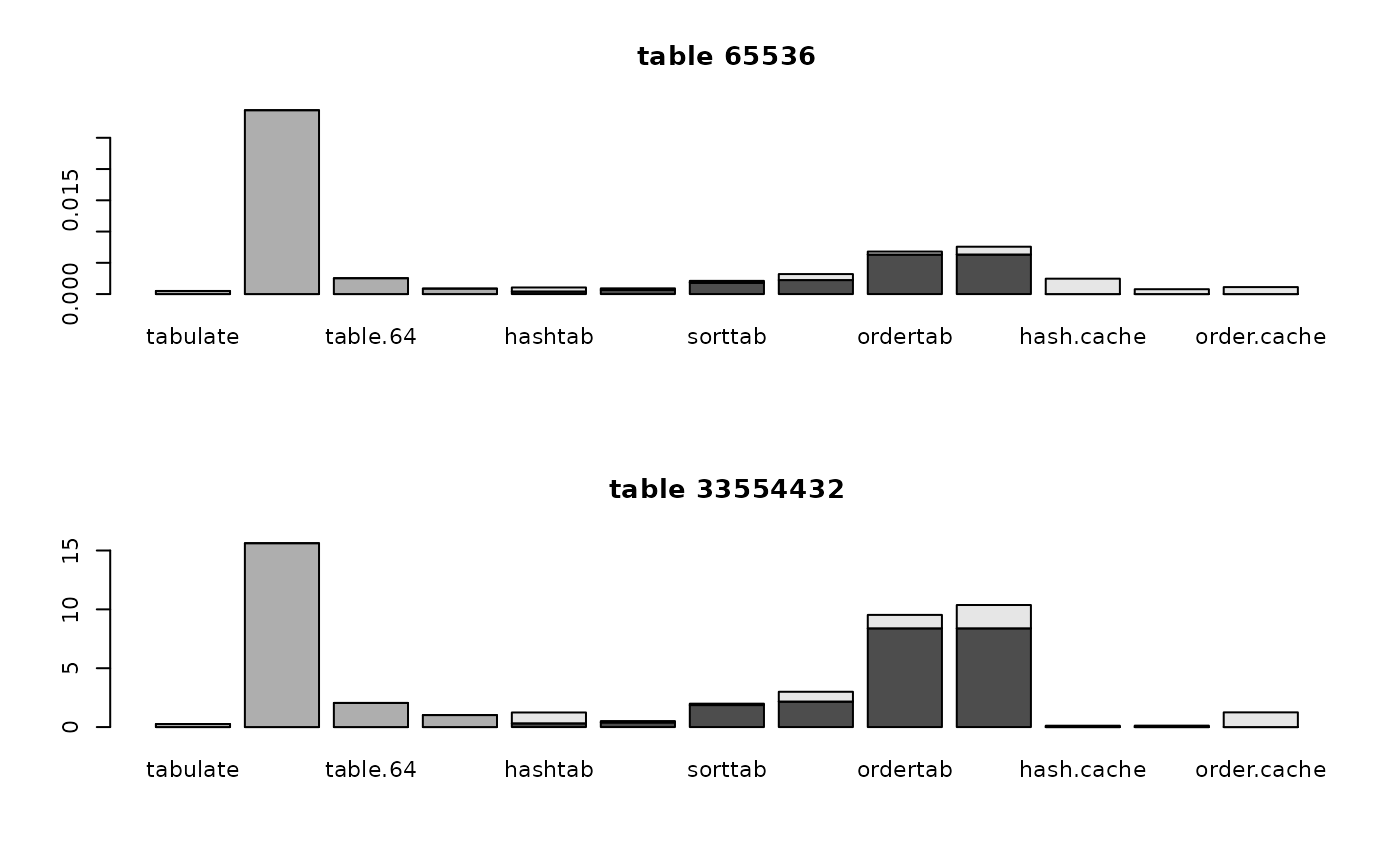 table 65536
0.015
0.000
tabulate table.64 hashtab sorttab ordertab hash.cache order.cache
table 33554432
15
10
5
0
tabulate table.64 hashtab sorttab ordertab hash.cache order.cache